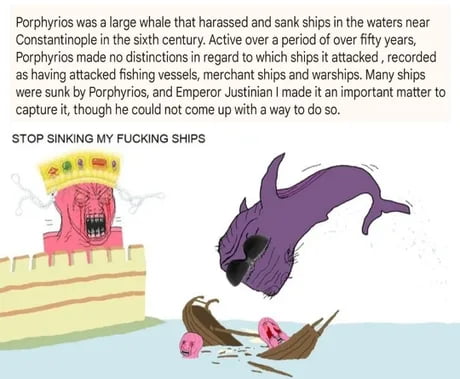 Porphyrios was a large whale that harassed and sank ships in the waters near
Constantinople in the sixth century. Active over a period of over fifty years,
Porphyrios made no distinctions in regard to which ships it attacked , recorded
as having attacked fishing vessels, merchant ships and warships. Many ships
were sunk by Porphyrios, and Emperor Justinian I made it an important matter to
capture it, though he could not come up with a way to do so.
STOP SINKING MY FUCKING SHIPS